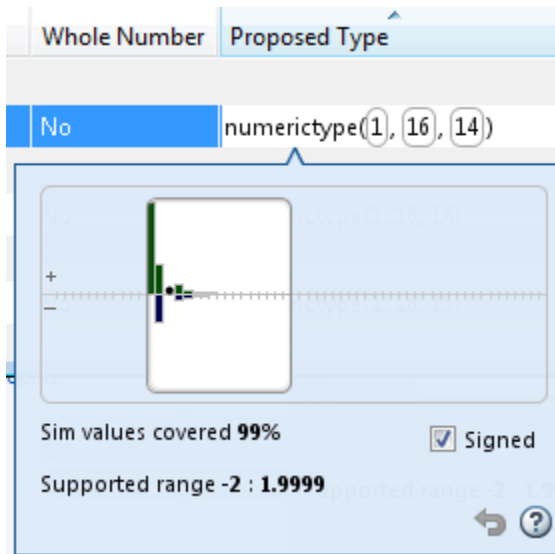 Whole Number Proposed Type
No numerictype(1, 16, 14)
+
−
Sim values covered 99% Signed
Supported range -2 : 1.9999
?